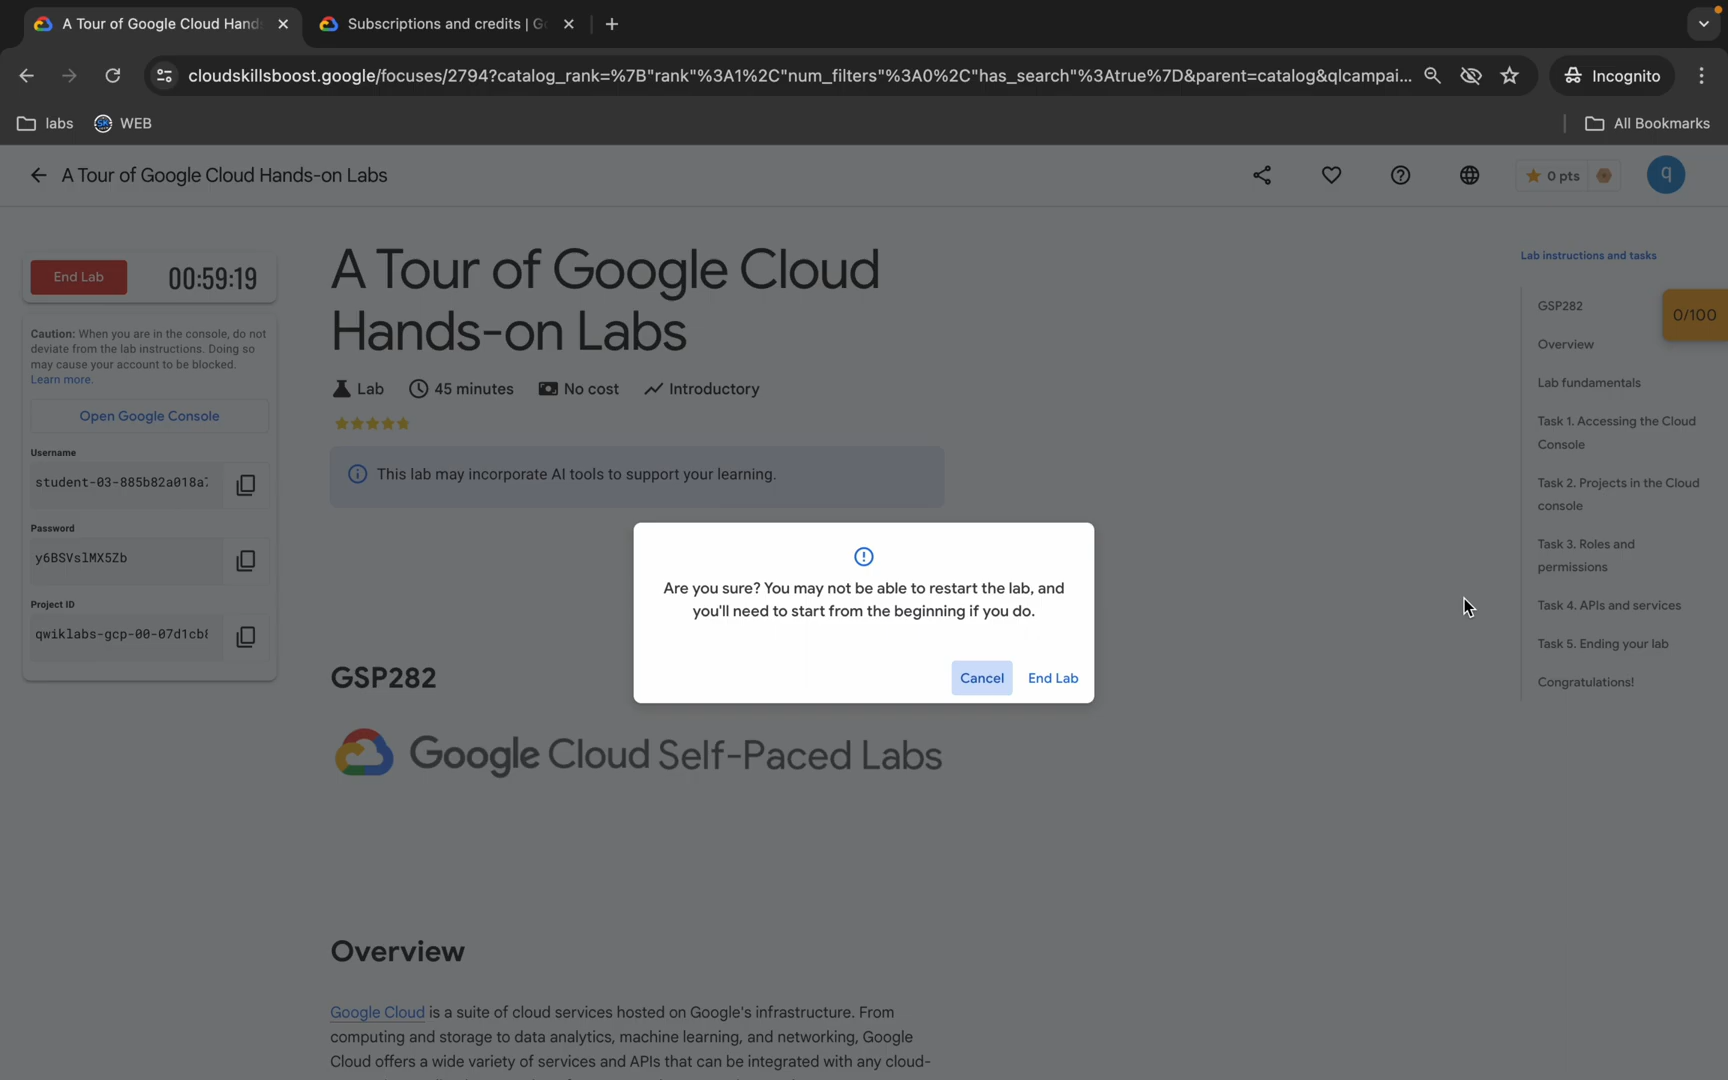 A Tour of Google Cloud Hand
Subscriptions and credits | G
cloudskillsboost.google/focuses/2794?catalog_rank=%7B"rank"%3A1%2C"num_filters"%3A0%2C"has_search"%3Atrue%7D&parent=catalog&qlcampai...
Incognito
labs
WEB
All Bookmarks
A Tour of Google Cloud Hands-on Labs
0 pts
q
End Lab
00:59:19
Caution: When you are in the console, do not
deviate from the lab instructions. Doing so
may cause your account to be blocked.
Learn more.
Open Google Console
Username
student-03-885b82a018a
Password
y6BSVslMX5Zb
Project ID
qwiklabs-gcp-00-07d1cb
A Tour of Google Cloud
Hands-on Labs
Lab
45 minutes
No cost
Introductory
This lab may incorporate AI tools to support your learning.
Are you sure? You may not be able to restart the lab, and
you'll need to start from the beginning if you do.
Cancel
End Lab
GSP282
Google Cloud Self-Paced Labs
Overview
Google Cloud is a suite of cloud services hosted on Google's infrastructure. From
computing and storage to data analytics, machine learning, and networking, Google
Cloud offers a wide variety of services and APIs that can be integrated with any cloud-
Lab instructions and tasks
GSP282
0/100
Overview
Lab fundamentals
Task 1. Accessing the Cloud
Console
Task 2. Projects in the Cloud
console
Task 3. Roles and
permissions
Task 4. APIs and services
Task 5. Ending your lab
Congratulations!